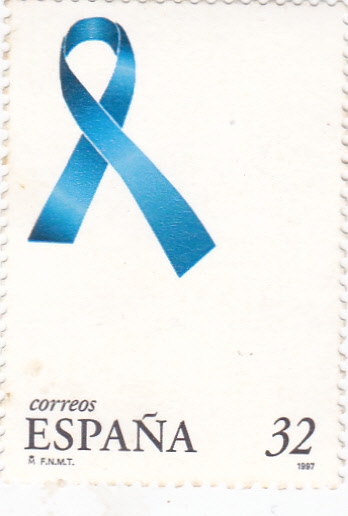 correos
ESPAÑA 32
F.N.M.T. 1997